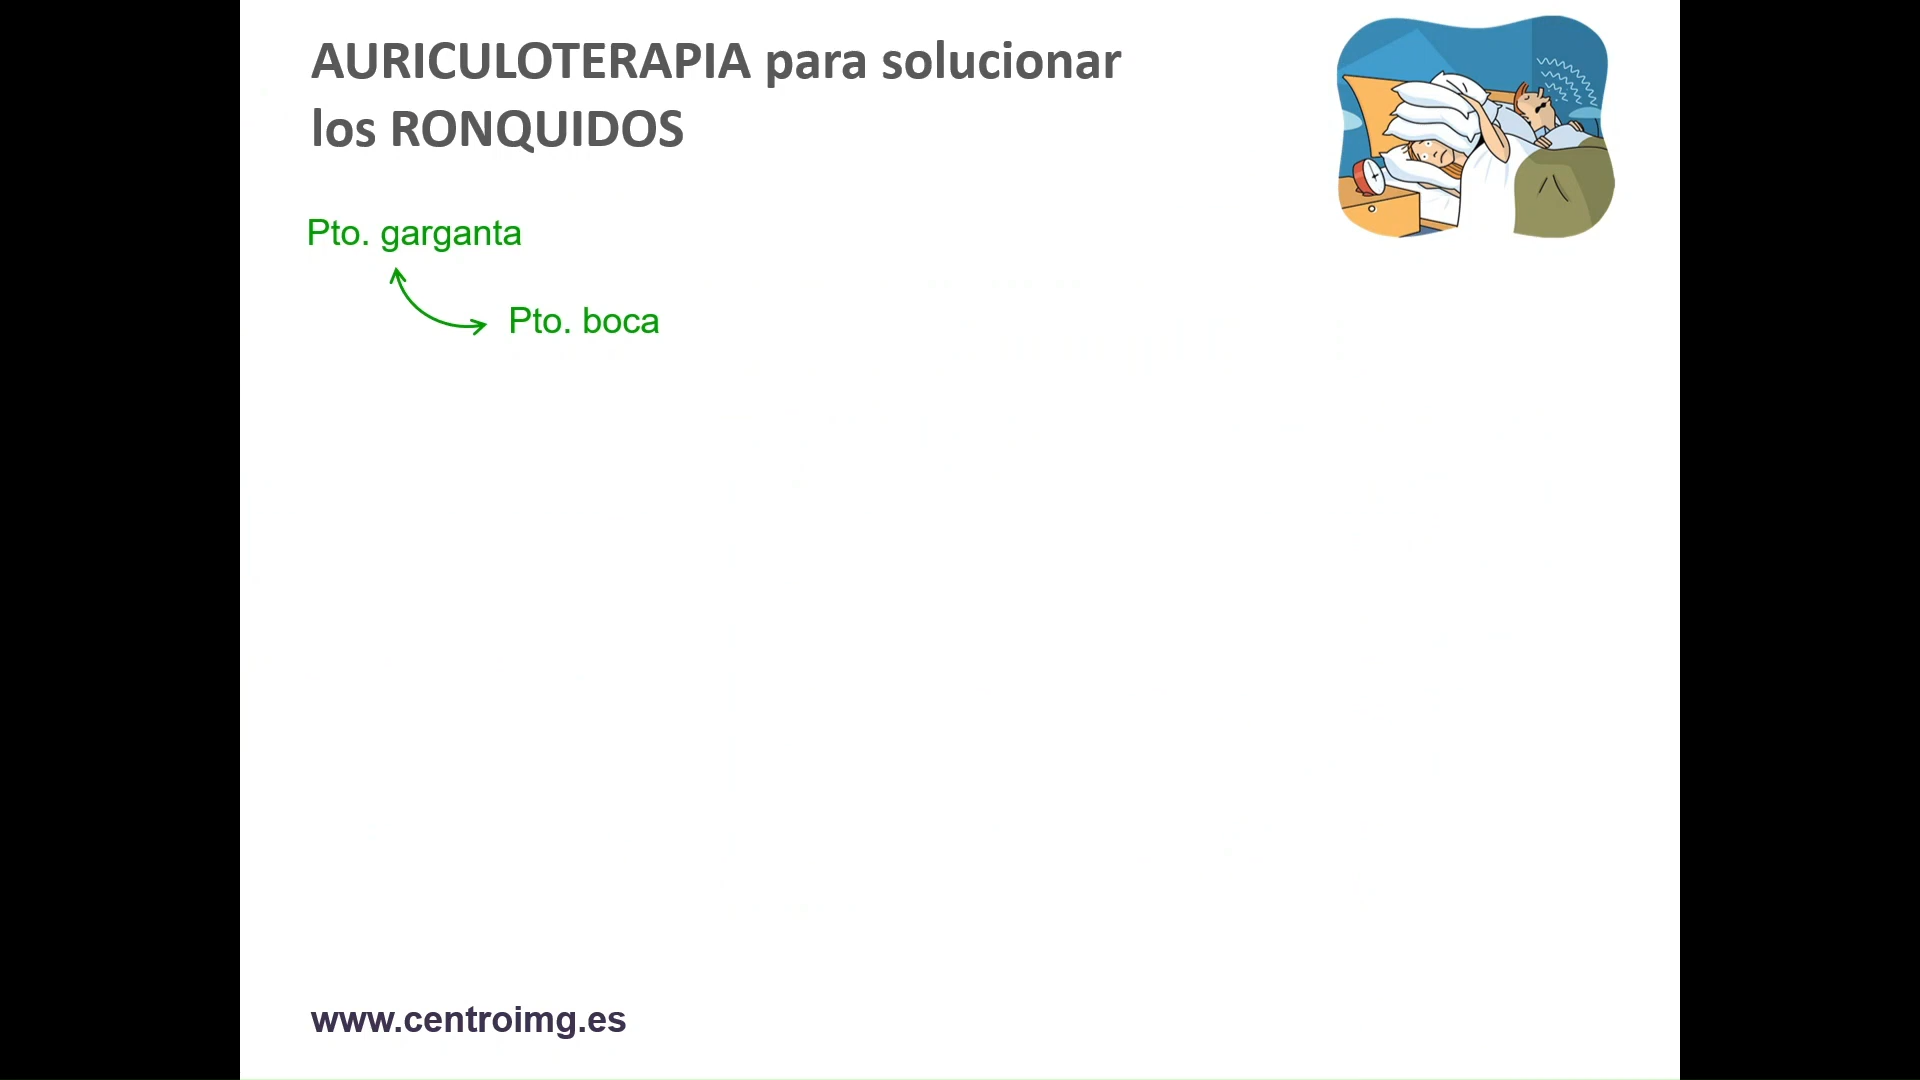 AURICULOTERAPIA para solucionar
los RONQUIDOS
Pto. garganta
Pto. boca
www.centroimg.es